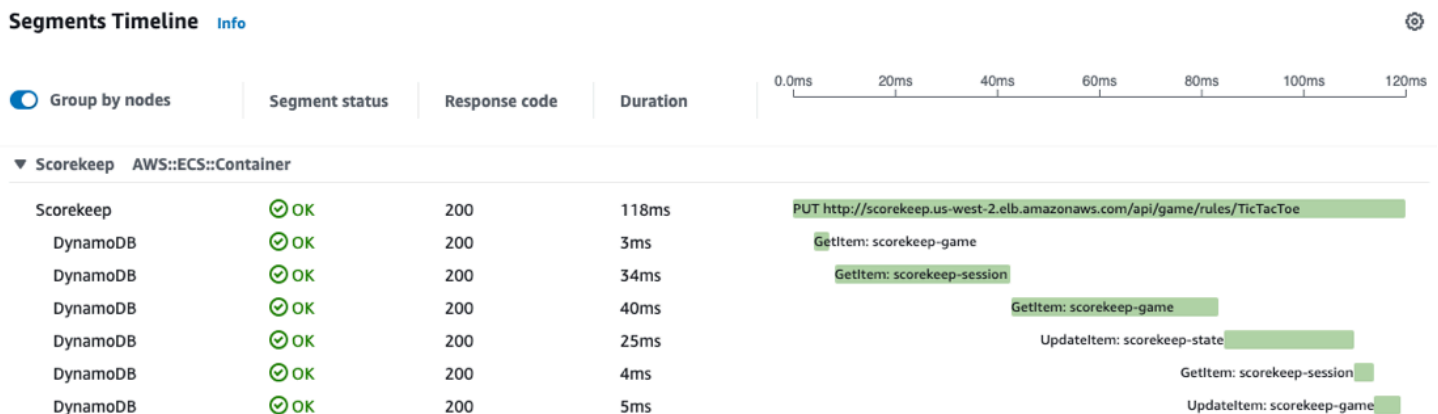 Segments Timeline Info
0.0ms 20ms 40ms 60ms 80ms 100ms 120ms
Group by nodes Segment status Response code Duration
Scorekeep AWS::ECS::Container
Scorekeep OK 200 118ms PUT http://scorekeep.us-west-2.elb.amazonaws.com/api/game/rules/TicTacToe
DynamoDB OK 200 3ms GetItem: scorekeep-game
DynamoDB OK 200 34ms GetItem: scorekeep-session
DynamoDB OK 200 40ms GetItem: scorekeep-game
DynamoDB OK 200 25ms UpdateItem: scorekeep-state
DynamoDB OK 200 4ms GetItem: scorekeep-session
DynamoDB OK 200 5ms UpdateItem: scorekeep-game